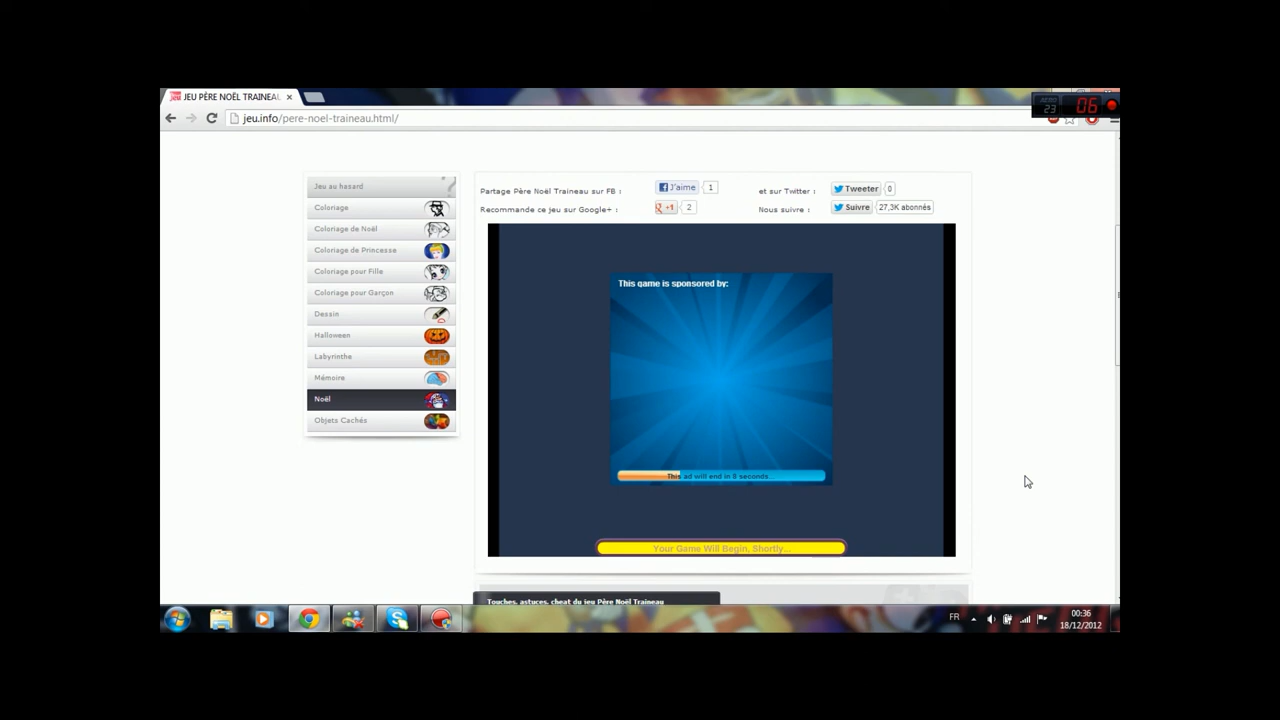 JEU PÈRE NOËL TRAINEAU
jeu.info/pere-noel-traineau.html/
23
06
Jeu au hasard
Coloriage
Coloriage de Noël
Coloriage de Princesse
Coloriage pour Fille
Coloriage pour Garçon
Dessin
Halloween
Labyrinthe
Mémoire
Noël
Objets Cachés
Partage Père Noël Traineau sur FB :
J'aime
1
et sur Twitter :
Tweeter
0
Recommande ce jeu sur Google+ :
+1
2
Nous suivre :
Suivre
27,3K abonnés
This game is sponsored by:
This ad will end in 9 seconds...
Your Game Will Begin, Shortly...
Touches, astuces, cheat du jeu Père Noël Traineau
FR
00:36
18/12/2012